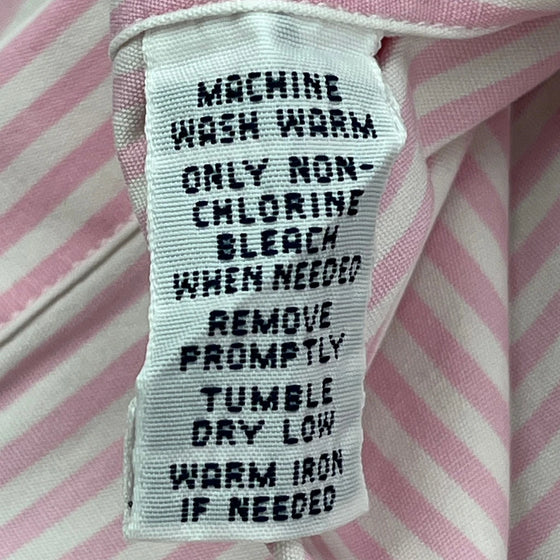 MACHINE
WASH WARM
ONLY NON-
CHLORINE
BLEACH
WHEN NEEDED
REMOVE
PROMPTLY
TUMBLE
DRY LOW
WARM IRON
IF NEEDED